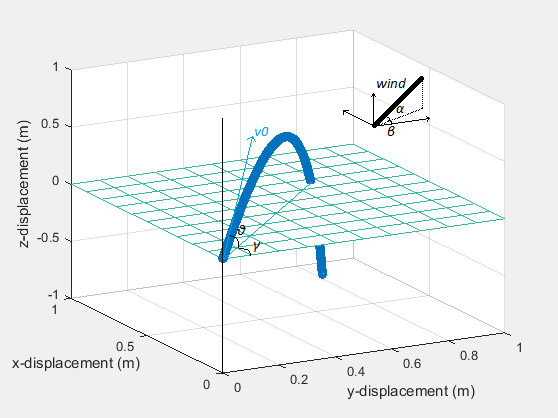 1
0.5
0
-0.5
-1
z-displacement (m)
1
0.5
0
x-displacement (m)
0
0.2
0.4
0.6
0.8
1
y-displacement (m)
v0
ϑ
γ
wind
α
β